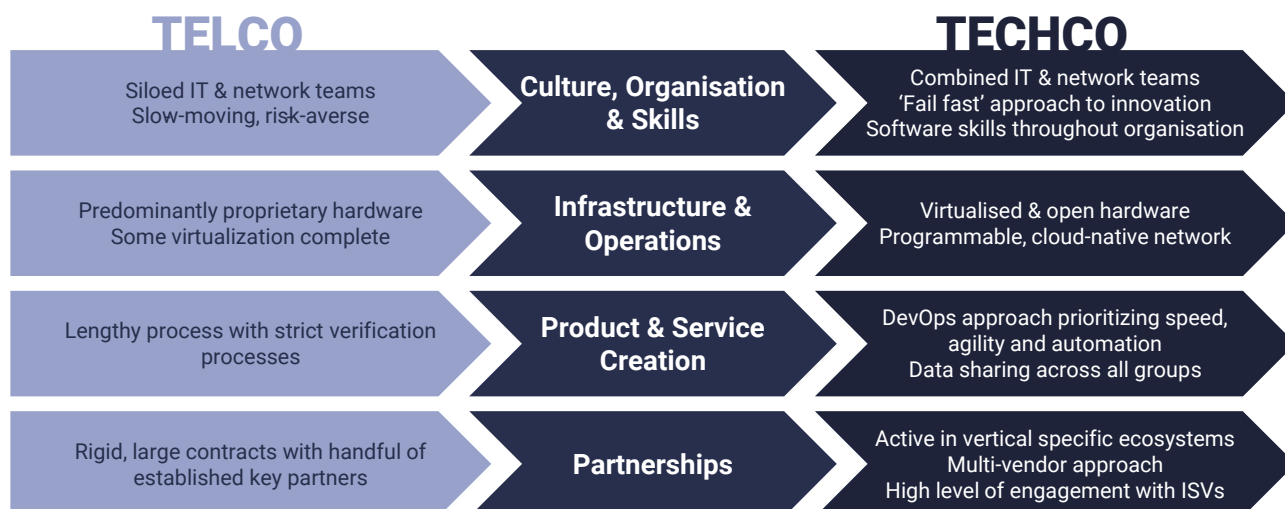 TELCO
TECHCO
Siloed IT & network teams
Slow-moving, risk-averse
Culture, Organisation
& Skills
Combined IT & network teams
‘Fail fast’ approach to innovation
Software skills throughout organisation
Predominantly proprietary hardware
Some virtualization complete
Infrastructure &
Operations
Virtualised & open hardware
Programmable, cloud-native network
Lengthy process with strict verification
processes
Product & Service
Creation
DevOps approach prioritizing speed,
agility and automation
Data sharing across all groups
Rigid, large contracts with handful of
established key partners
Partnerships
Active in vertical specific ecosystems
Multi-vendor approach
High level of engagement with ISVs